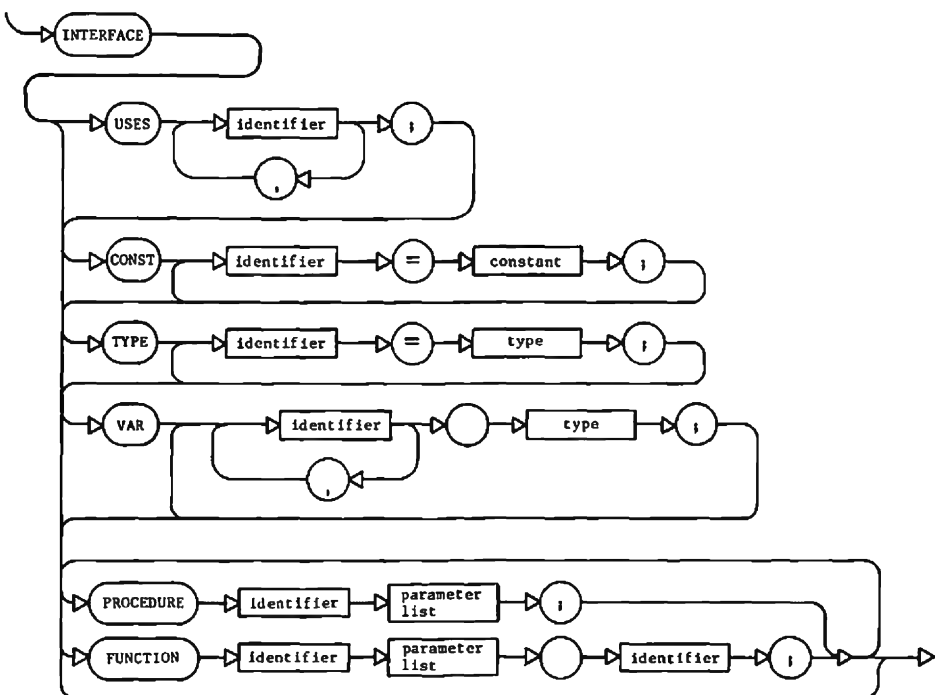 INTERFACE
USES identifier ;
,
CONST identifier = constant ;
TYPE identifier = type ;
VAR identifier type ;
,
PROCEDURE identifier parameter list ;
FUNCTION identifier parameter list identifier ;